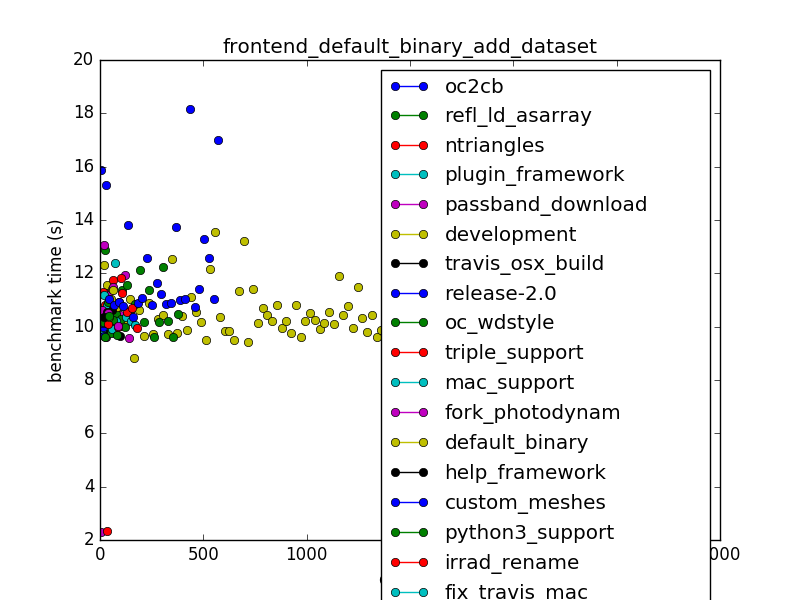 frontend_default_binary_add_dataset
20
18
16
14
12
10
8
6
4
2
benchmark time (s)
0
500
1000
000
oc2cb
refl_ld_asarray
ntriangles
plugin_framework
passband_download
development
travis_osx_build
release-2.0
oc_wdstyle
triple_support
mac_support
fork_photodynam
default_binary
help_framework
custom_meshes
python3_support
irrad_rename
fix_travis_mac